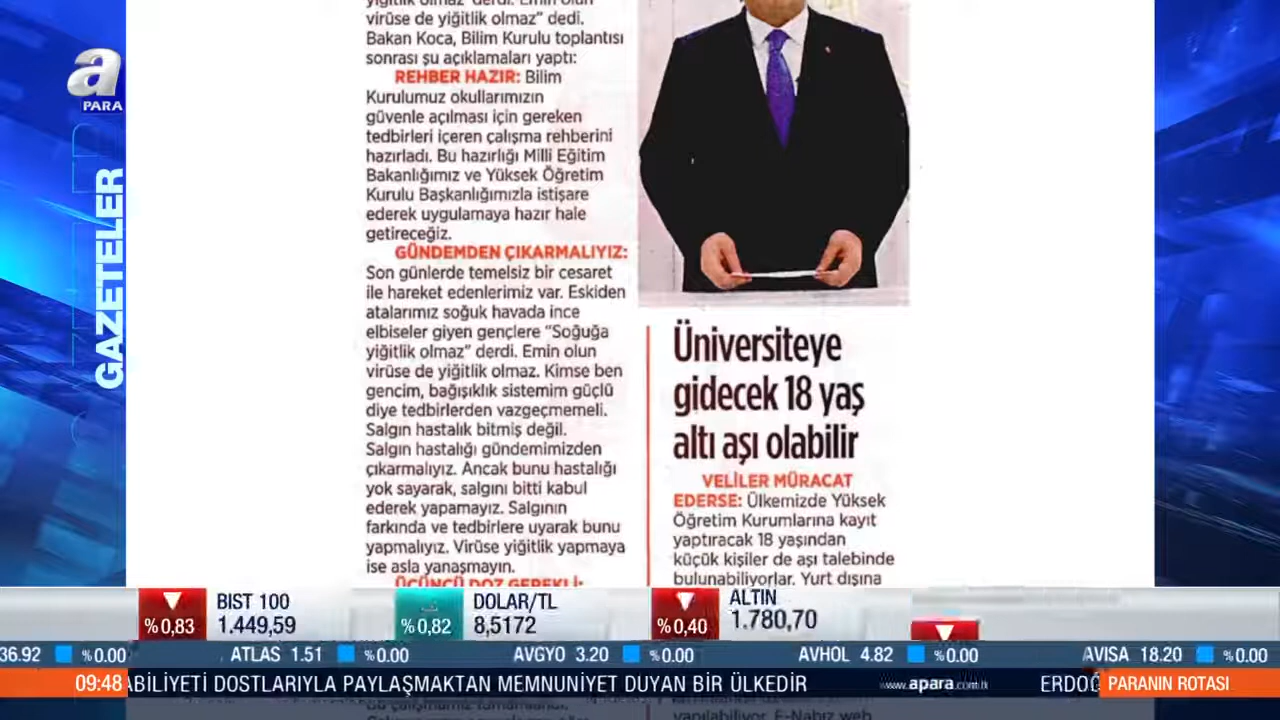 yiğitlik olmaz" derdi. Emin olun
virüse de yiğitlik olmaz" dedi.
Bakan Koca, Bilim Kurulu toplantısı
sonrası şu açıklamaları yaptı:
REHBER HAZIR: Bilim
Kurulumuz okullarımızın
güvenle açılması için gereken
tedbirleri içeren çalışma rehberini
hazırladı. Bu hazırlığı Milli Eğitim
Bakanlığımız ve Yüksek Öğretim
Kurulu Başkanlığımızla istişare
ederek uygulamaya hazır hale
getireceğiz.
GÜNDEMDEN ÇIKARMALIYIZ:
Son günlerde temelsiz bir cesaret
ile hareket edenlerimiz var. Eskiden
atalarımız soğuk havada ince
elbiseler giyen gençlere "Soğuğa
yiğitlik olmaz" derdi. Emin olun
virüse de yiğitlik olmaz. Kimse ben
gencim, bağışıklık sistemim güçlü
diye tedbirlerden vazgeçmemeli.
Salgın hastalık bitmiş değil.
Salgın hastalığı gündemimizden
çıkarmalıyız. Ancak bunu hastalığı
yok sayarak, salgını bitti kabul
ederek yapamayız. Salgının
farkında ve tedbirlere uyarak bunu
yapmalıyız. Virüse yiğitlik yapmaya
ise asla yanaşmayın.
ÜÇÜNCÜ DOZ GEREKLİ:
Üniversiteye
gidecek 18 yaş
altı aşı olabilir
VELİLER MÜRACAT
EDERSE: Ülkemizde Yüksek
Öğretim Kurumlarına kayıt
yaptıracak 18 yaşından
küçük kişiler de aşı talebinde
bulunabiliyorlar. Yurt dışına
a
PARA
GAZETELER
%0,83 BIST 100 1.449,59
%0,82 DOLAR/TL 8,5172
%0,40 ALTIN 1.780,70
36.92 %0.00 ATLAS 1.51 %0.00 AVGYO 3.20 %0.00 AVHOL 4.82 %0.00 AVISA 18.20 %0.00
09:48 ABİLİYETİ DOSTLARIYLA PAYLAŞMAKTAN MEMNUNİYET DUYAN BİR ÜLKEDİR www.apara.com.tr ERDOĞ PARANIN ROTASI
yapılabiliyor. E-Nabız web